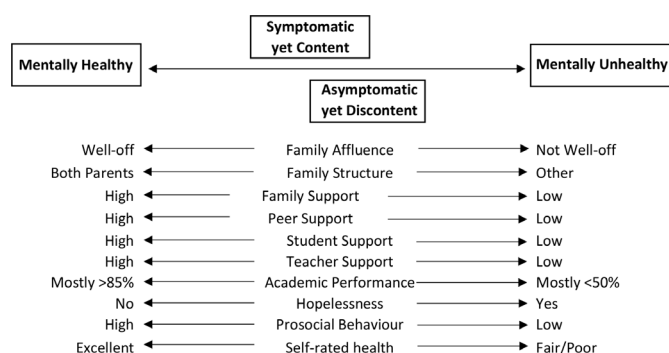 Symptomatic
yet Content
Mentally Healthy
Mentally Unhealthy
Asymptomatic
yet Discontent
Well-off Family Affluence Not Well-off
Both Parents Family Structure Other
High Family Support Low
High Peer Support Low
High Student Support Low
High Teacher Support Low
Mostly >85% Academic Performance Mostly <50%
No Hopelessness Yes
High Prosocial Behaviour Low
Excellent Self-rated health Fair/Poor